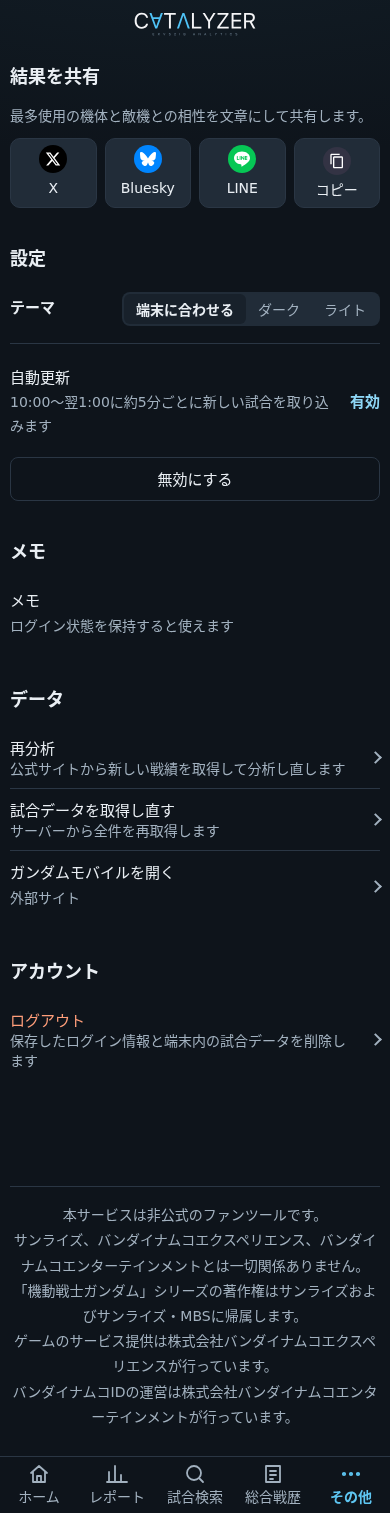 CATALYZER
結果を共有
最多使用の機体と敵機との相性を文章にして共有します。
X
Bluesky
LINE
コピー
設定
テーマ
端末に合わせる
ダーク
ライト
自動更新
10:00〜翌1:00に約5分ごとに新しい試合を取り込
みます
有効
無効にする
メモ
メモ
ログイン状態を保持すると使えます
データ
再分析
公式サイトから新しい戦績を取得して分析し直します
試合データを取得し直す
サーバーから全件を再取得します
ガンダムモバイルを開く
外部サイト
アカウント
ログアウト
保存したログイン情報と端末内の試合データを削除し
ます
本サービスは非公式のファンツールです。
サンライズ、バンダイナムコエクスペリエンス、バンダイ
ナムコエンターテインメントとは一切関係ありません。
「機動戦士ガンダム」シリーズの著作権はサンライズおよ
びサンライズ・MBSに帰属します。
ゲームのサービス提供は株式会社バンダイナムコエクスペ
リエンスが行っています。
バンダイナムコIDの運営は株式会社バンダイナムコエンタ
ーテインメントが行っています。
ホーム
レポート
試合検索
総合戦歴
その他